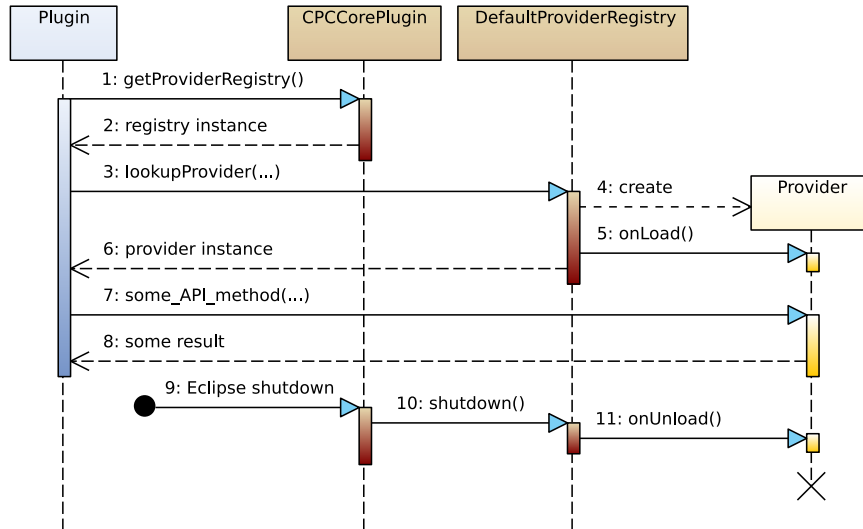 Plugin
CPCCorePlugin
DefaultProviderRegistry
1: getProviderRegistry()
2: registry instance
3: lookupProvider(...)
4: create
Provider
5: onLoad()
6: provider instance
7: some_API_method(...)
8: some result
9: Eclipse shutdown
10: shutdown()
11: onUnload()